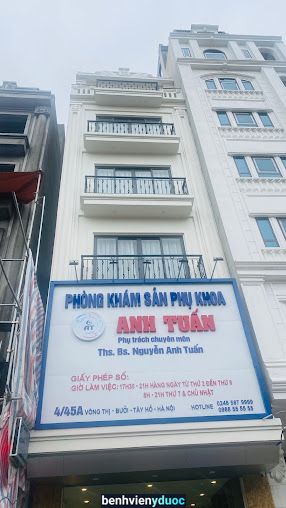 PHÒNG KHÁM SẢN PHỤ KHOA
AT
ANH TUẤN
Phụ trách chuyên môn
Ths. Bs. Nguyễn Anh Tuấn
GIẤY PHÉP SỐ:
GIỜ LÀM VIỆC: 17H30 - 21H HÀNG NGÀY TỪ THỨ 2 ĐẾN THỨ 6
8H - 21H THỨ 7 & CHỦ NHẬT
4/45A VÕNG THỊ - BƯỞI - TÂY HỒ - HÀ NỘI
HOTLINE
benhvienyduoc.com